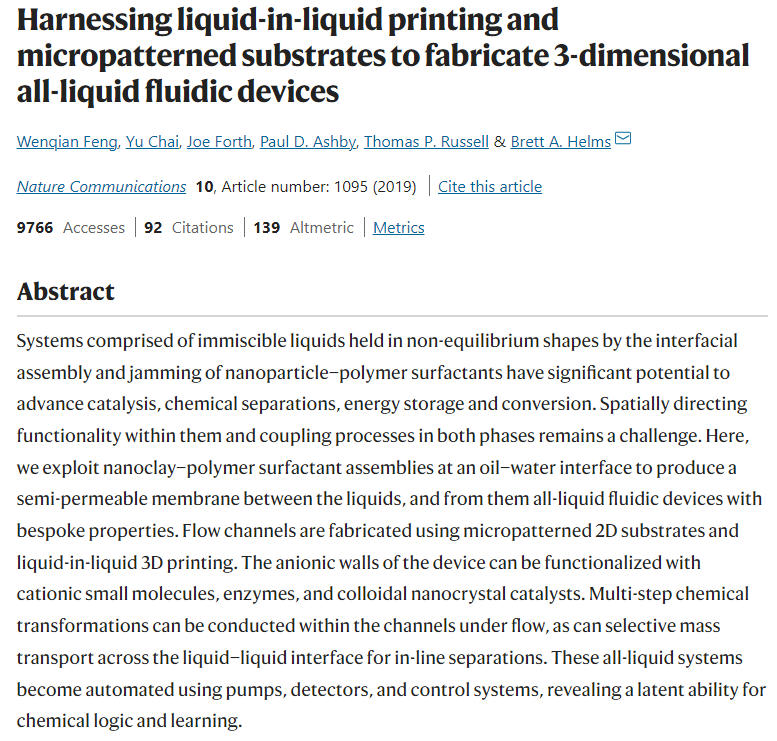 Harnessing liquid-in-liquid printing and
micropatterned substrates to fabricate 3-dimensional
all-liquid fluidic devices
Wenqian Feng, Yu Chai, Joe Forth, Paul D. Ashby, Thomas P. Russell & Brett A. Helms
Nature Communications 10, Article number: 1095 (2019) | Cite this article
9766 Accesses | 92 Citations | 139 Altmetric | Metrics
Abstract
Systems comprised of immiscible liquids held in non-equilibrium shapes by the interfacial
assembly and jamming of nanoparticle−polymer surfactants have significant potential to
advance catalysis, chemical separations, energy storage and conversion. Spatially directing
functionality within them and coupling processes in both phases remains a challenge. Here,
we exploit nanoclay−polymer surfactant assemblies at an oil−water interface to produce a
semi-permeable membrane between the liquids, and from them all-liquid fluidic devices with
bespoke properties. Flow channels are fabricated using micropatterned 2D substrates and
liquid-in-liquid 3D printing. The anionic walls of the device can be functionalized with
cationic small molecules, enzymes, and colloidal nanocrystal catalysts. Multi-step chemical
transformations can be conducted within the channels under flow, as can selective mass
transport across the liquid−liquid interface for in-line separations. These all-liquid systems
become automated using pumps, detectors, and control systems, revealing a latent ability for
chemical logic and learning.